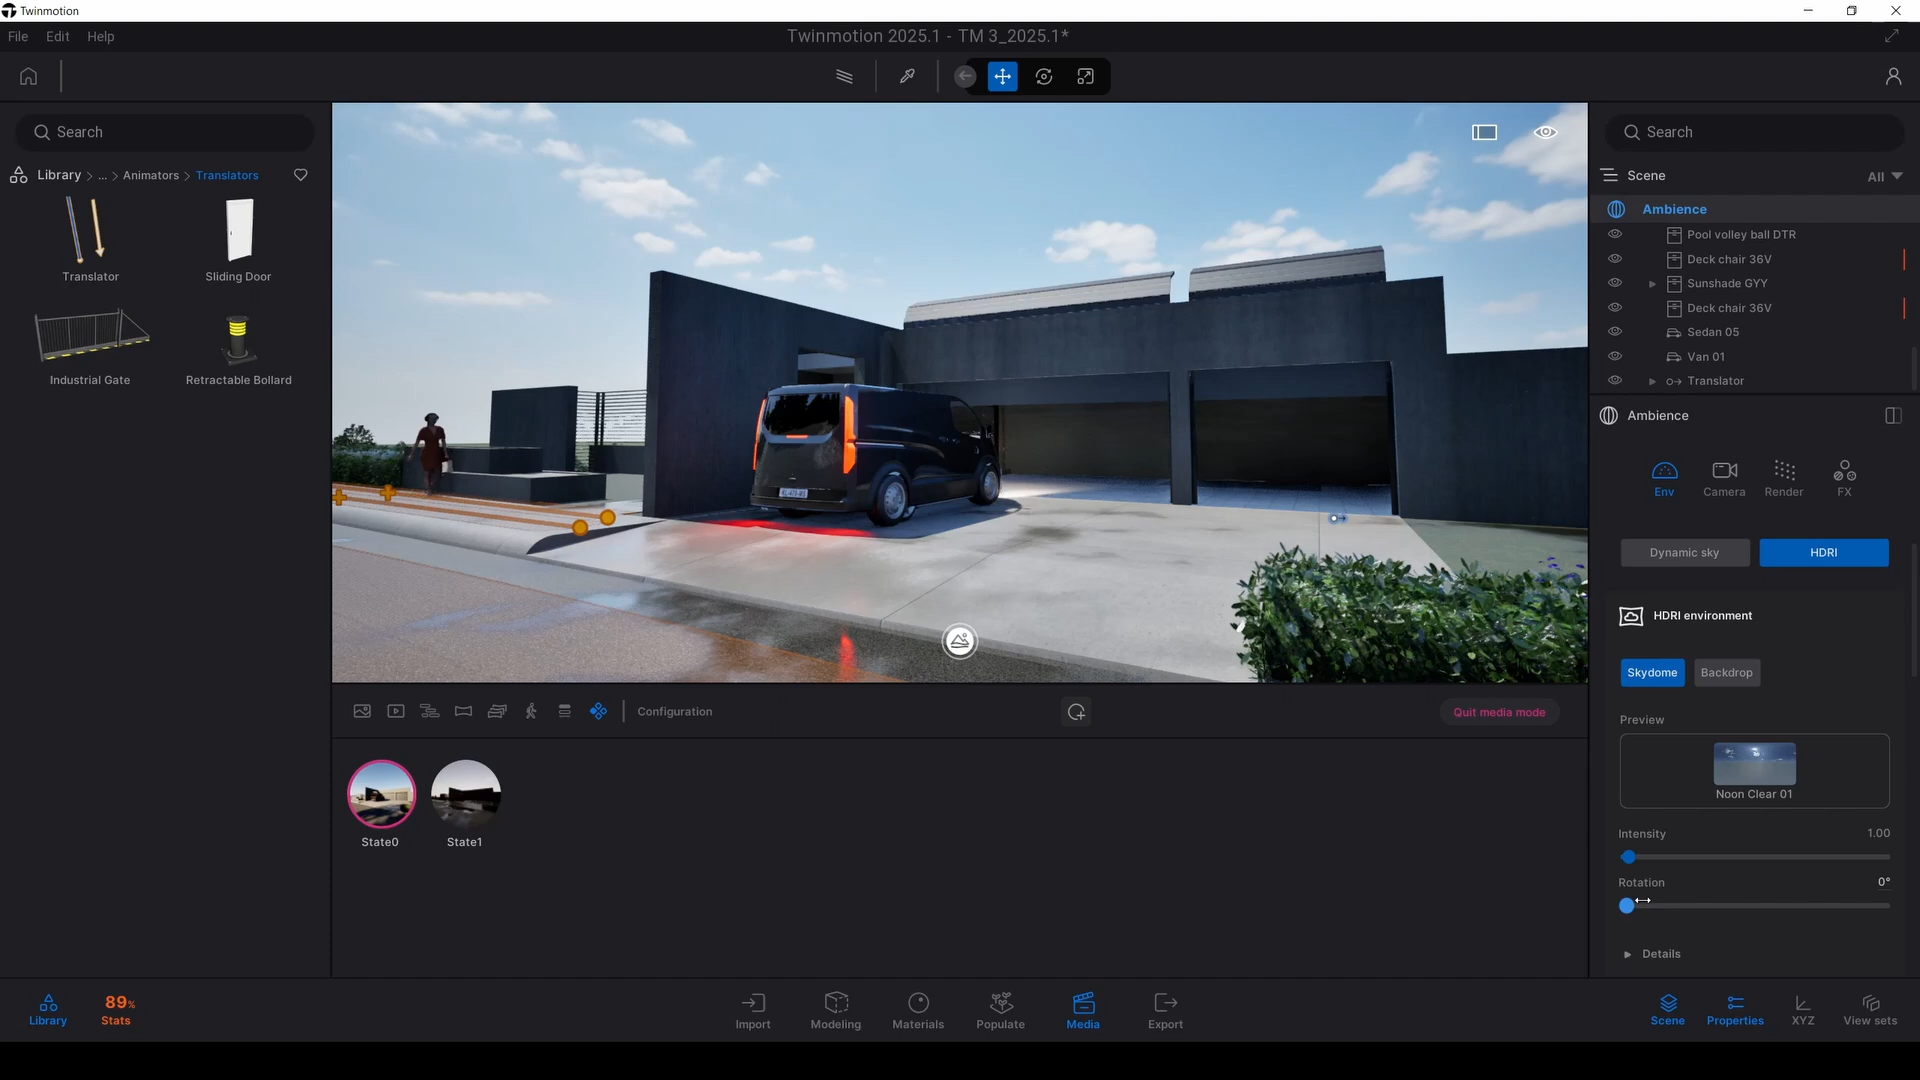 Twinmotion
File Edit Help
Twinmotion 2025.1 - TM 3_2025.1*
Search
Library > ... > Animators > Translators
Translator
Sliding Door
Industrial Gate
Retractable Bollard
Library
89%
Stats
Configuration
Quit media mode
State0
State1
Import
Modeling
Materials
Populate
Media
Export
Search
Scene
All
Ambience
Pool volley ball DTR
Deck chair 36V
Sunshade GYY
Deck chair 36V
Sedan 05
Van 01
Translator
Ambience
Env
Camera
Render
FX
Dynamic sky
HDRI
HDRI environment
Skydome
Backdrop
Preview
Noon Clear 01
Intensity 1.00
Rotation 0°
Details
Scene
Properties
XYZ
View sets